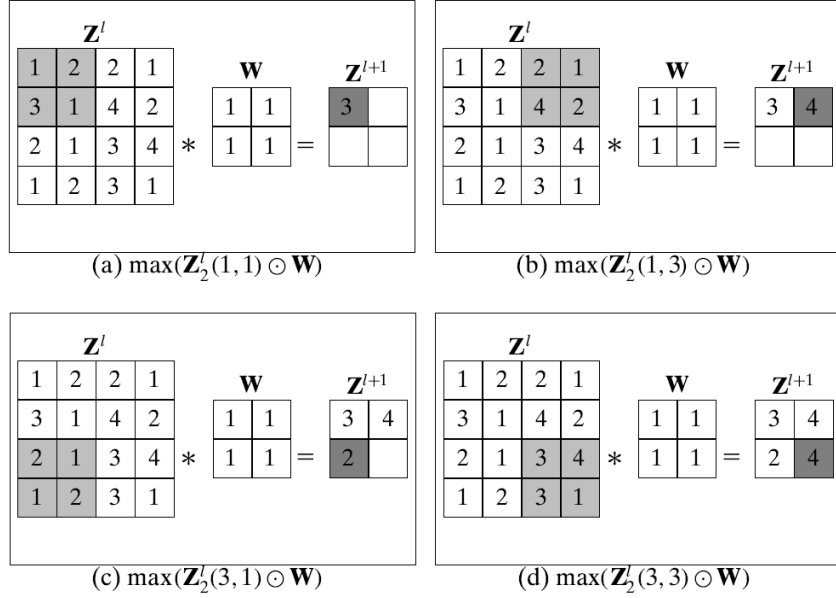 Z^l
1 2 2 1
W
Z^{l+1}
3 1 4 2
1 1
3
2 1 3 4
*
1 1
=
1 2 3 1
(a) max(Z^l_2(1, 1) ⊙ W)
Z^l
1 2 2 1
W
Z^{l+1}
3 1 4 2
1 1
3 4
2 1 3 4
*
1 1
=
1 2 3 1
(b) max(Z^l_2(1, 3) ⊙ W)
Z^l
1 2 2 1
W
Z^{l+1}
3 1 4 2
1 1
3 4
2 1 3 4
*
1 1
=
2
1 2 3 1
(c) max(Z^l_2(3, 1) ⊙ W)
Z^l
1 2 2 1
W
Z^{l+1}
3 1 4 2
1 1
3 4
2 1 3 4
*
1 1
=
2 4
1 2 3 1
(d) max(Z^l_2(3, 3) ⊙ W)